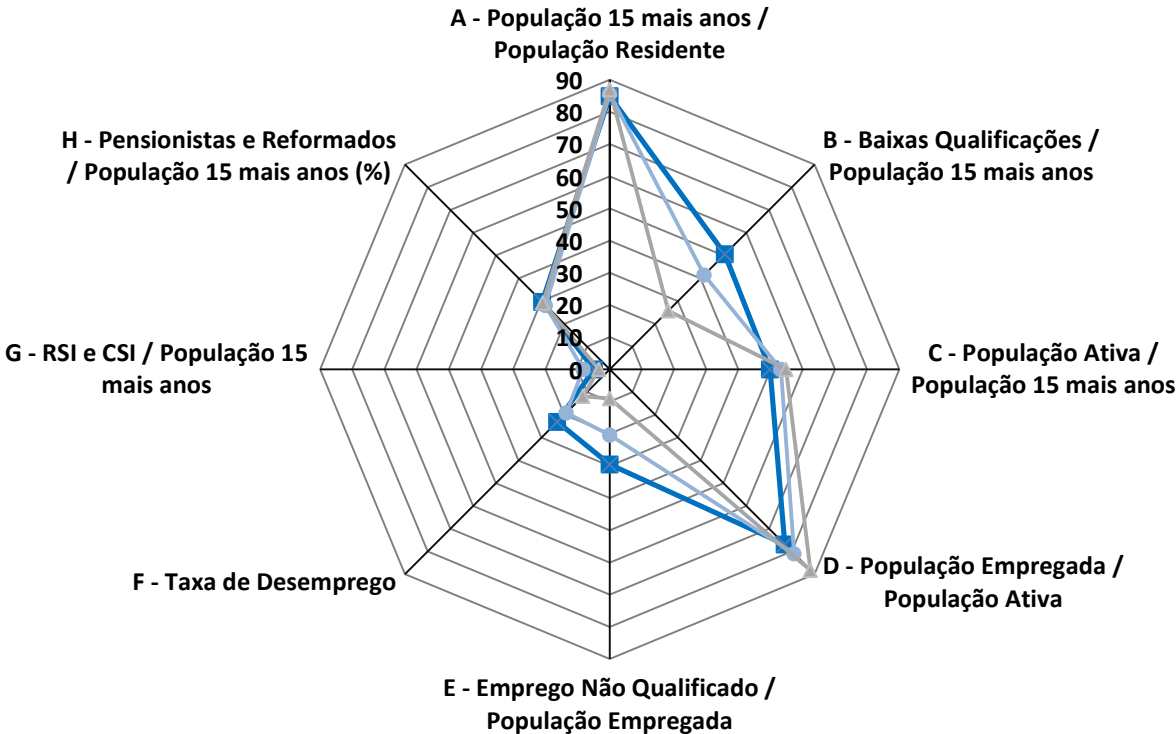 A - População 15 mais anos /
População Residente
90
80
70
60
50
40
30
20
10
0
B - Baixas Qualificações /
População 15 mais anos
C - População Ativa /
População 15 mais anos
D - População Empregada /
População Ativa
E - Emprego Não Qualificado /
População Empregada
F - Taxa de Desemprego
G - RSI e CSI / População 15
mais anos
H - Pensionistas e Reformados
/ População 15 mais anos (%)